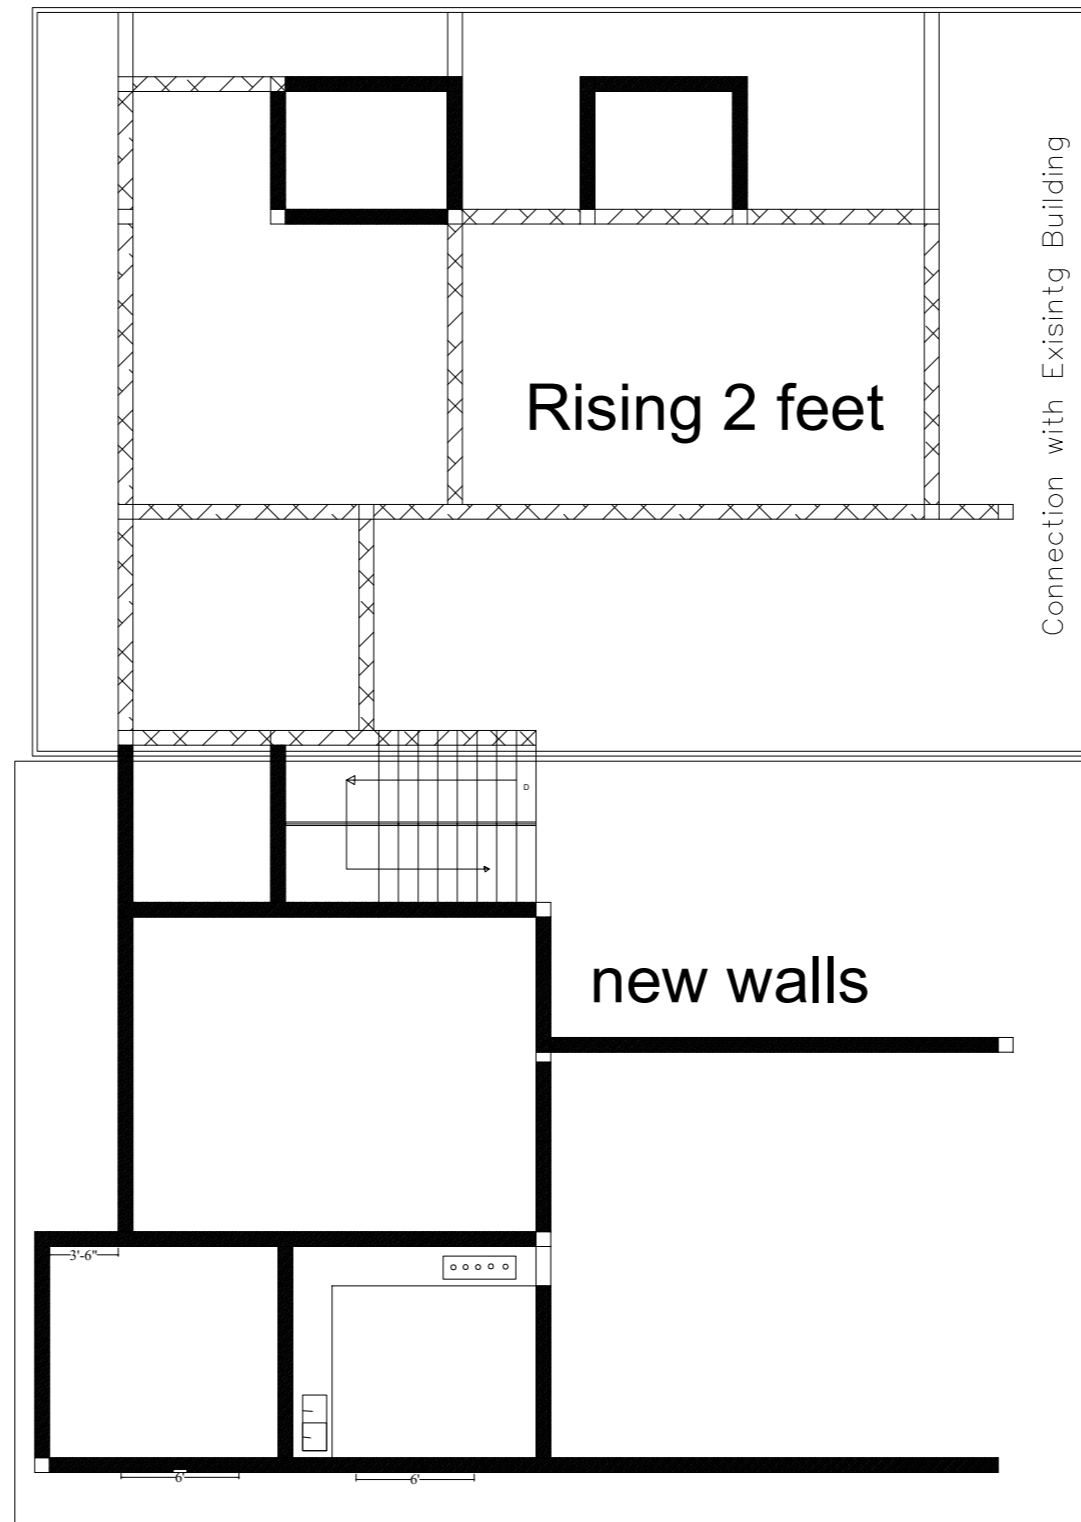 Connection with Exisintg Building
Rising 2 feet
D
new walls
3'-6"
6'
6'